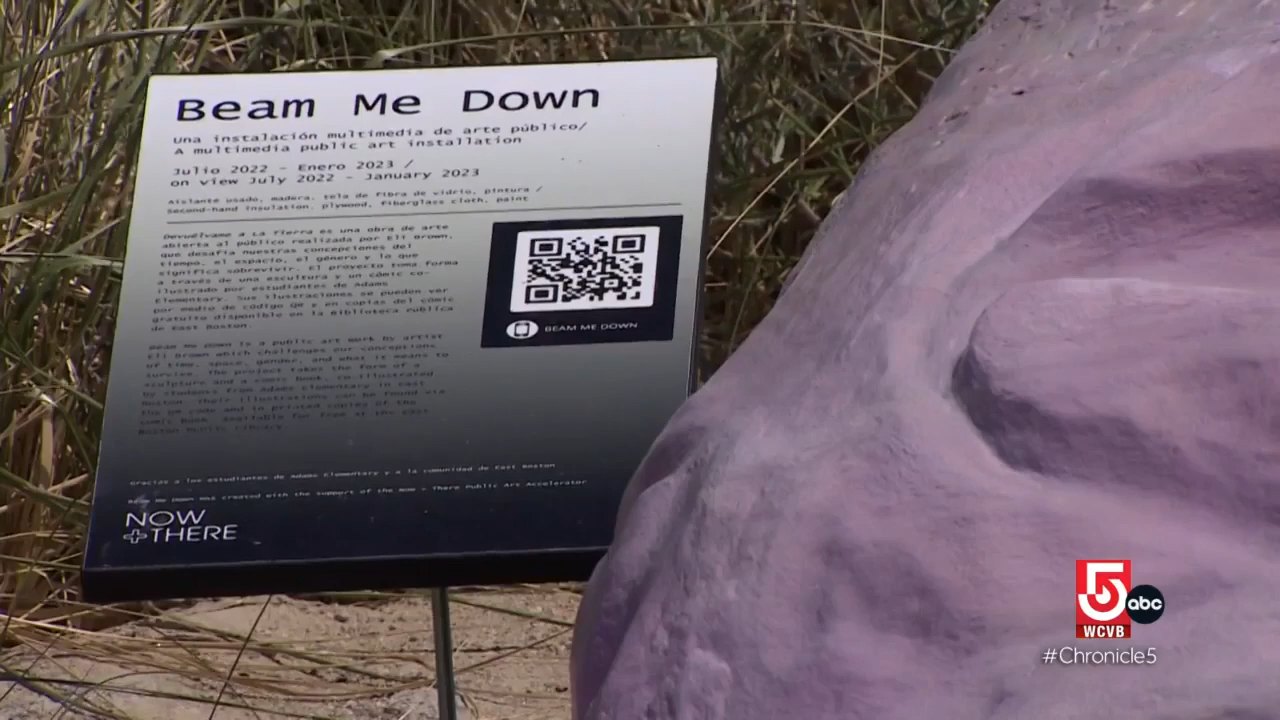 Beam Me Down
Una instalación multimedia de arte público/
A multimedia public art installation
Julio 2022 - Enero 2023 /
on view July 2022 - January 2023
Aislante usado, madera, tela de fibra de vidrio, pintura /
Second-hand insulation, plywood, fiberglass cloth, paint
Devuélvame a La Tierra es una obra de arte
abierta al público realizada por Eli Brown,
que desafía nuestras concepciones del
tiempo, el espacio, el género y lo que
significa sobrevivir. El proyecto toma forma
a través de una escultura y un cómic co-
ilustrado por estudiantes de Adams
Elementary. Sus ilustraciones se pueden ver
por medio de código QR y en copias del cómic
gratuito disponible en la Biblioteca Pública
de East Boston.
Beam Me Down is a public art work by artist
Eli Brown which challenges our conceptions
of time, space, gender, and what it means to
survive. The project takes the form of a
sculpture and a comic book, co-illustrated
by students from Adams Elementary in East
Boston. Their illustrations can be found via
the QR code and in printed copies of the
comic book, available for free at the East
Boston Public Library.
BEAM ME DOWN
Gracias a los estudiantes de Adams Elementary y a la comunidad de East Boston
Beam Me Down was created with the support of the Now + There Public Art Accelerator
NOW
+THERE
5
abc
WCVB
#Chronicle5